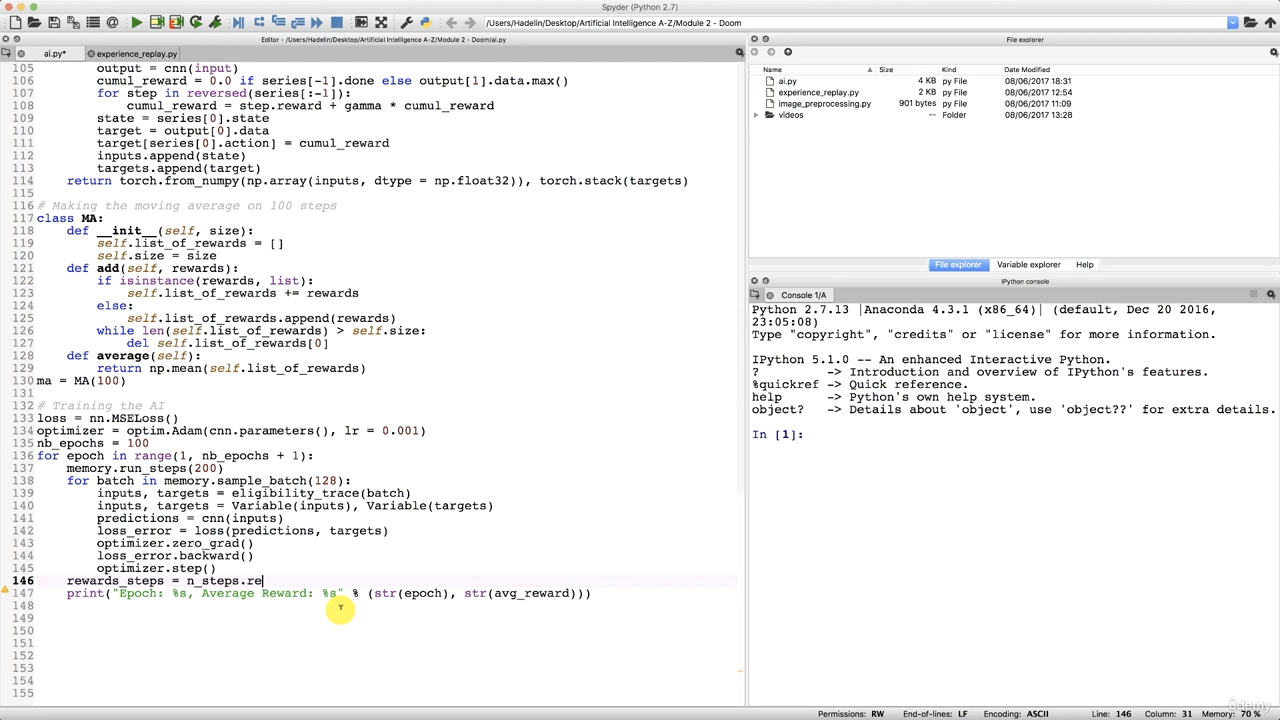 Spyder (Python 2.7)
/Users/Hadelin/Desktop/Artificial Intelligence A-Z/Module 2 - Doom
Editor - /Users/Hadelin/Desktop/Artificial Intelligence A-Z/Module 2 - Doom/ai.py
ai.py*
experience_replay.py
105 output = cnn(input)
106 cumul_reward = 0.0 if series[-1].done else output[1].data.max()
107 for step in reversed(series[:-1]):
108 cumul_reward = step.reward + gamma * cumul_reward
109 state = series[0].state
110 target = output[0].data
111 target[series[0].action] = cumul_reward
112 inputs.append(state)
113 targets.append(target)
114 return torch.from_numpy(np.array(inputs, dtype = np.float32)), torch.stack(targets)
115
116 # Making the moving average on 100 steps
117 class MA:
118 def __init__(self, size):
119 self.list_of_rewards = []
120 self.size = size
121 def add(self, rewards):
122 if isinstance(rewards, list):
123 self.list_of_rewards += rewards
124 else:
125 self.list_of_rewards.append(rewards)
126 while len(self.list_of_rewards) > self.size:
127 del self.list_of_rewards[0]
128 def average(self):
129 return np.mean(self.list_of_rewards)
130 ma = MA(100)
131
132 # Training the AI
133 loss = nn.MSELoss()
134 optimizer = optim.Adam(cnn.parameters(), lr = 0.001)
135 nb_epochs = 100
136 for epoch in range(1, nb_epochs + 1):
137 memory.run_steps(200)
138 for batch in memory.sample_batch(128):
139 inputs, targets = eligibility_trace(batch)
140 inputs, targets = Variable(inputs), Variable(targets)
141 predictions = cnn(inputs)
142 loss_error = loss(predictions, targets)
143 optimizer.zero_grad()
144 loss_error.backward()
145 optimizer.step()
146 rewards_steps = n_steps.re
147 print("Epoch: %s, Average Reward: %s" % (str(epoch), str(avg_reward)))
148
149
150
151
152
153
154
155
File explorer
Name Size Kind Date Modified
ai.py 4 KB py File 08/06/2017 18:31
experience_replay.py 2 KB py File 08/06/2017 12:54
image_preprocessing.py 901 bytes py File 08/06/2017 11:09
videos -- Folder 08/06/2017 13:28
File explorer Variable explorer Help
IPython console
Console 1/A
Python 2.7.13 |Anaconda 4.3.1 (x86_64)| (default, Dec 20 2016,
23:05:08)
Type "copyright", "credits" or "license" for more information.
IPython 5.1.0 -- An enhanced Interactive Python.
? -> Introduction and overview of IPython's features.
%quickref -> Quick reference.
help -> Python's own help system.
object? -> Details about 'object', use 'object??' for extra details.
In [1]:
udemy
Permissions: RW End-of-lines: LF Encoding: ASCII Line: 146 Column: 31 Memory: 70 %